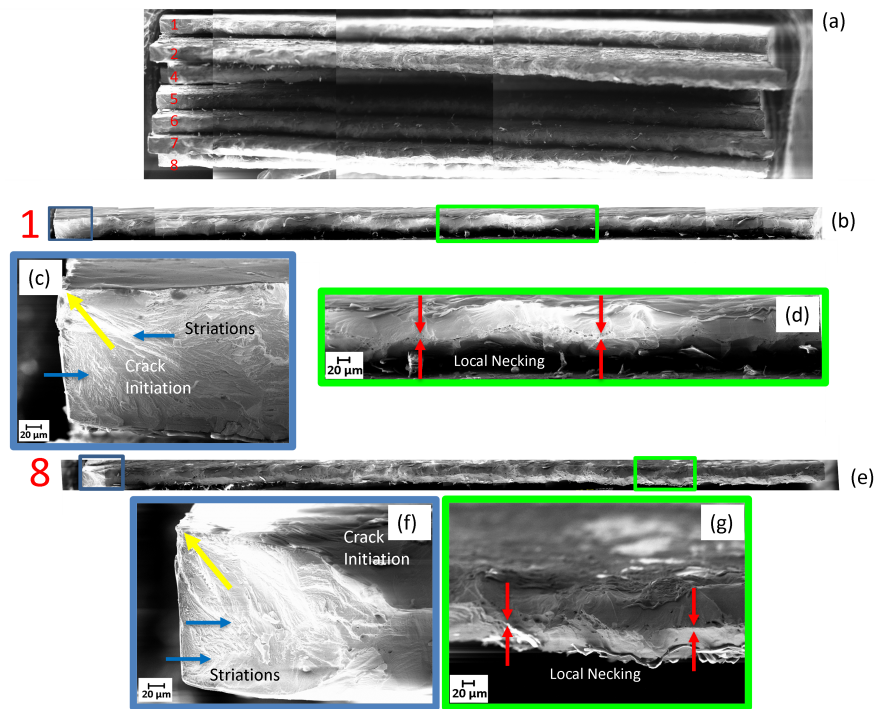 (a)
1
2
4
5
6
7
8
1
(b)
(c)
Striations
Crack
Initiation
20 μm
(d)
Local Necking
20 μm
8
(e)
(f)
Crack
Initiation
Striations
20 μm
(g)
Local Necking
20 μm